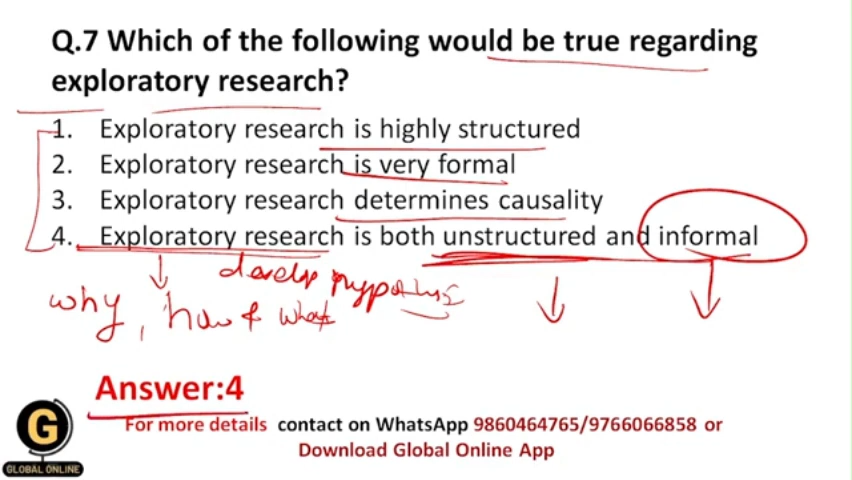 Q.7 Which of the following would be true regarding
exploratory research?
1. Exploratory research is highly structured
2. Exploratory research is very formal
3. Exploratory research determines causality
4. Exploratory research is both unstructured and informal
develop hypothesis
why, how & what
Answer:4
G
GLOBAL ONLINE
For more details contact on WhatsApp 9860464765/9766066858 or
Download Global Online App